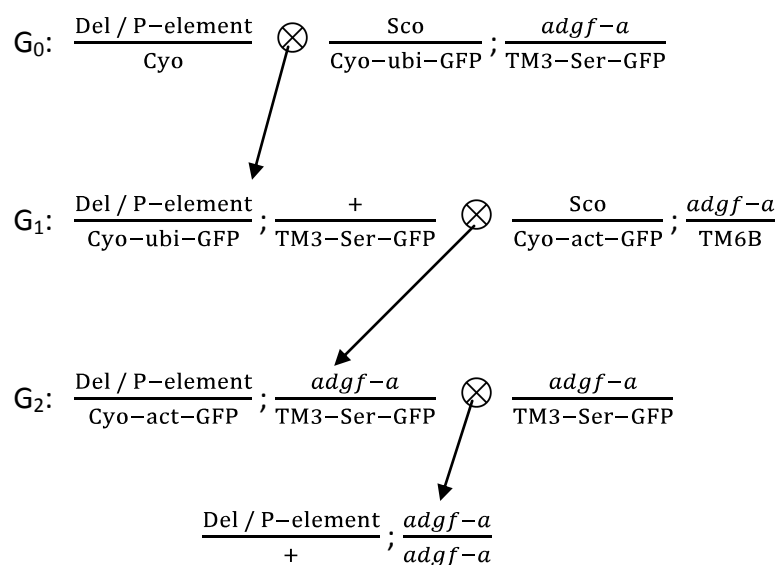 G₀: Del / P−element ⊗ Sco ; adgf−a
Cyo Cyo−ubi−GFP TM3−Ser−GFP
G₁: Del / P−element ; + ⊗ Sco ; adgf−a
Cyo−ubi−GFP TM3−Ser−GFP Cyo−act−GFP TM6B
G₂: Del / P−element ; adgf−a ⊗ adgf−a
Cyo−act−GFP TM3−Ser−GFP TM3−Ser−GFP
Del / P−element ; adgf−a
+ adgf−a